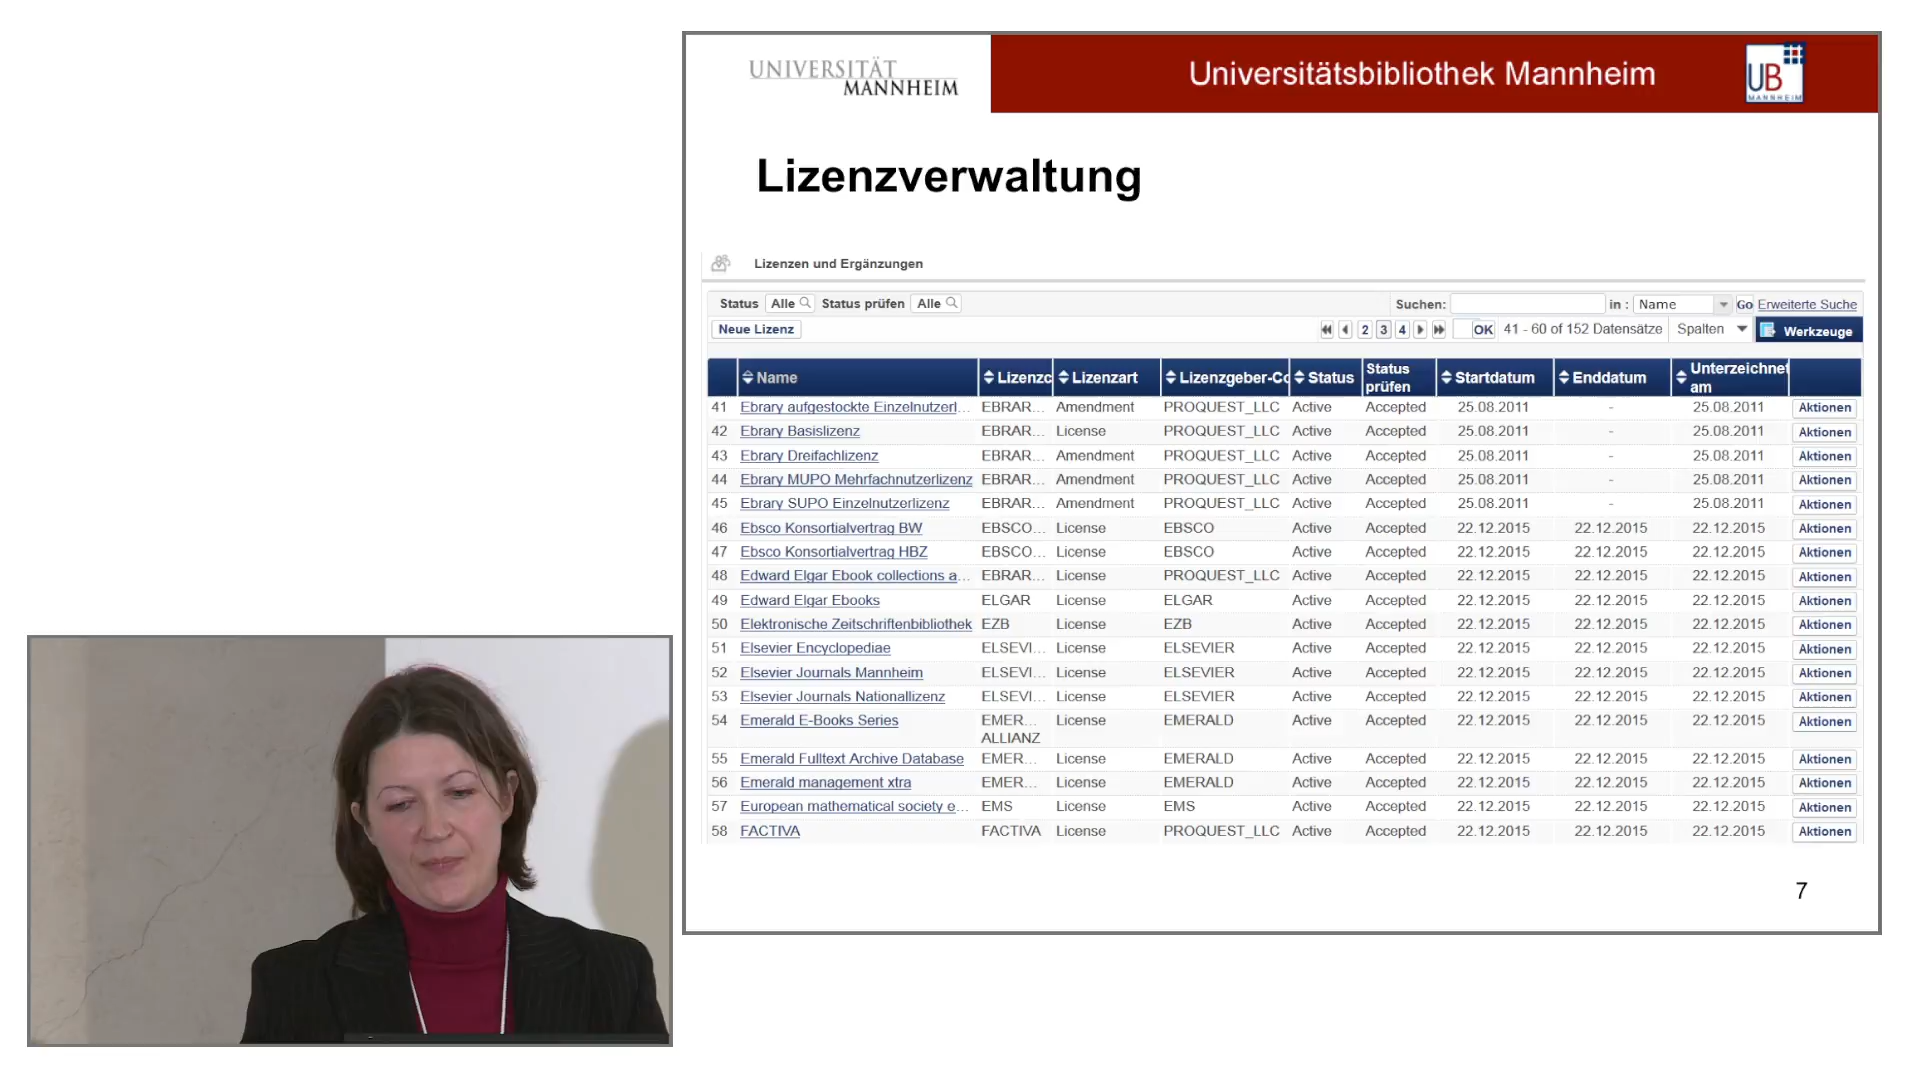 UNIVERSITÄT
MANNHEIM
Universitätsbibliothek Mannheim
UB
MANNHEIM
Lizenzverwaltung
Lizenzen und Ergänzungen
Status Alle Status prüfen Alle Suchen: in : Name Go Erweiterte Suche
Neue Lizenz 2 3 4 OK 41 - 60 of 152 Datensätze Spalten Werkzeuge
Name Lizenzc Lizenzart Lizenzgeber-Co Status Status prüfen Startdatum Enddatum Unterzeichnet am
41 Ebrary aufgestockte Einzelnutzerl... EBRAR... Amendment PROQUEST_LLC Active Accepted 25.08.2011 - 25.08.2011 Aktionen
42 Ebrary Basislizenz EBRAR... License PROQUEST_LLC Active Accepted 25.08.2011 - 25.08.2011 Aktionen
43 Ebrary Dreifachlizenz EBRAR... Amendment PROQUEST_LLC Active Accepted 25.08.2011 - 25.08.2011 Aktionen
44 Ebrary MUPO Mehrfachnutzerlizenz EBRAR... Amendment PROQUEST_LLC Active Accepted 25.08.2011 - 25.08.2011 Aktionen
45 Ebrary SUPO Einzelnutzerlizenz EBRAR... Amendment PROQUEST_LLC Active Accepted 25.08.2011 - 25.08.2011 Aktionen
46 Ebsco Konsortialvertrag BW EBSCO... License EBSCO Active Accepted 22.12.2015 22.12.2015 22.12.2015 Aktionen
47 Ebsco Konsortialvertrag HBZ EBSCO... License EBSCO Active Accepted 22.12.2015 22.12.2015 22.12.2015 Aktionen
48 Edward Elgar Ebook collections a... EBRAR... License PROQUEST_LLC Active Accepted 22.12.2015 22.12.2015 22.12.2015 Aktionen
49 Edward Elgar Ebooks ELGAR License ELGAR Active Accepted 22.12.2015 22.12.2015 22.12.2015 Aktionen
50 Elektronische Zeitschriftenbibliothek EZB License EZB Active Accepted 22.12.2015 22.12.2015 22.12.2015 Aktionen
51 Elsevier Encyclopediae ELSEVI... License ELSEVIER Active Accepted 22.12.2015 22.12.2015 22.12.2015 Aktionen
52 Elsevier Journals Mannheim ELSEVI... License ELSEVIER Active Accepted 22.12.2015 22.12.2015 22.12.2015 Aktionen
53 Elsevier Journals Nationallizenz ELSEVI... License ELSEVIER Active Accepted 22.12.2015 22.12.2015 22.12.2015 Aktionen
54 Emerald E-Books Series EMER... License EMERALD Active Accepted 22.12.2015 22.12.2015 22.12.2015 Aktionen
ALLIANZ
55 Emerald Fulltext Archive Database EMER... License EMERALD Active Accepted 22.12.2015 22.12.2015 22.12.2015 Aktionen
56 Emerald management xtra EMER... License EMERALD Active Accepted 22.12.2015 22.12.2015 22.12.2015 Aktionen
57 European mathematical society e... EMS License EMS Active Accepted 22.12.2015 22.12.2015 22.12.2015 Aktionen
58 FACTIVA FACTIVA License PROQUEST_LLC Active Accepted 22.12.2015 22.12.2015 22.12.2015 Aktionen
7